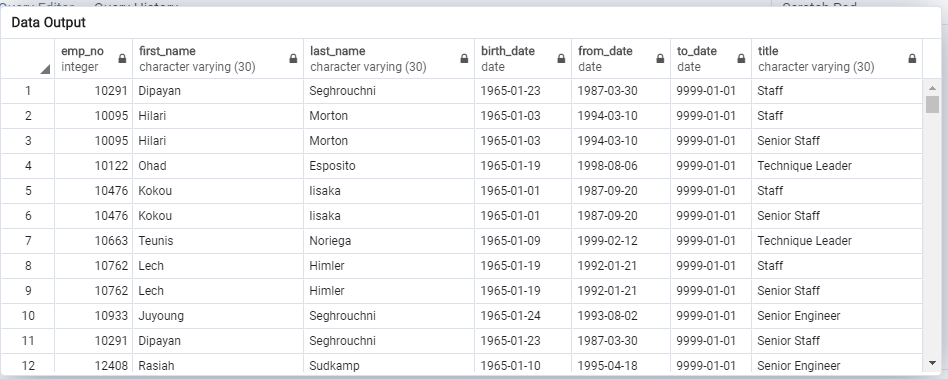 Query Editor Query History Scratch Pad
Data Output
emp_no first_name last_name birth_date from_date to_date title
integer character varying (30) character varying (30) date date date character varying (30)
1 10291 Dipayan Seghrouchni 1965-01-23 1987-03-30 9999-01-01 Staff
2 10095 Hilari Morton 1965-01-03 1994-03-10 9999-01-01 Staff
3 10095 Hilari Morton 1965-01-03 1994-03-10 9999-01-01 Senior Staff
4 10122 Ohad Esposito 1965-01-19 1998-08-06 9999-01-01 Technique Leader
5 10476 Kokou Iisaka 1965-01-01 1987-09-20 9999-01-01 Staff
6 10476 Kokou Iisaka 1965-01-01 1987-09-20 9999-01-01 Senior Staff
7 10663 Teunis Noriega 1965-01-09 1999-02-12 9999-01-01 Technique Leader
8 10762 Lech Himler 1965-01-19 1992-01-21 9999-01-01 Staff
9 10762 Lech Himler 1965-01-19 1992-01-21 9999-01-01 Senior Staff
10 10933 Juyoung Seghrouchni 1965-01-24 1993-08-02 9999-01-01 Senior Engineer
11 10291 Dipayan Seghrouchni 1965-01-23 1987-03-30 9999-01-01 Senior Staff
12 12408 Rasiah Sudkamp 1965-01-10 1995-04-18 9999-01-01 Senior Engineer